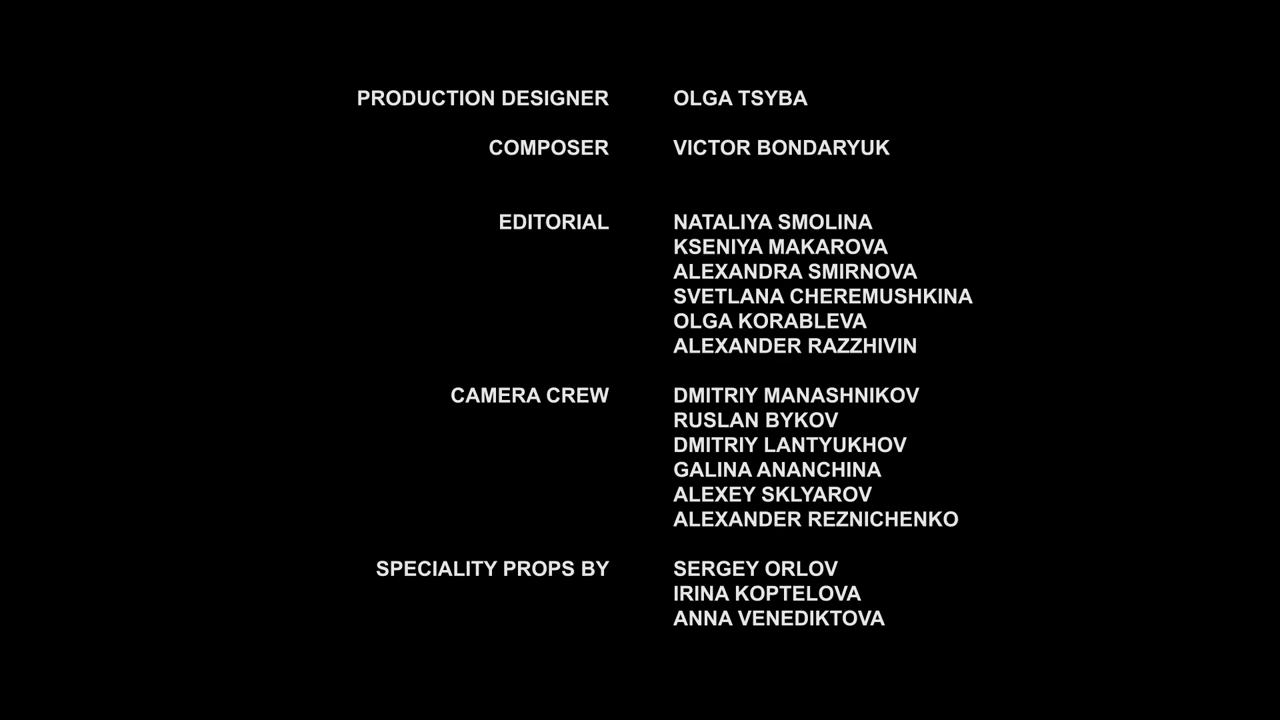 PRODUCTION DESIGNER OLGA TSYBA
COMPOSER VICTOR BONDARYUK
EDITORIAL NATALIYA SMOLINA
KSENIYA MAKAROVA
ALEXANDRA SMIRNOVA
SVETLANA CHEREMUSHKINA
OLGA KORABLEVA
ALEXANDER RAZZHIVIN
CAMERA CREW DMITRIY MANASHNIKOV
RUSLAN BYKOV
DMITRIY LANTYUKHOV
GALINA ANANCHINA
ALEXEY SKLYAROV
ALEXANDER REZNICHENKO
SPECIALITY PROPS BY SERGEY ORLOV
IRINA KOPTELOVA
ANNA VENEDIKTOVA